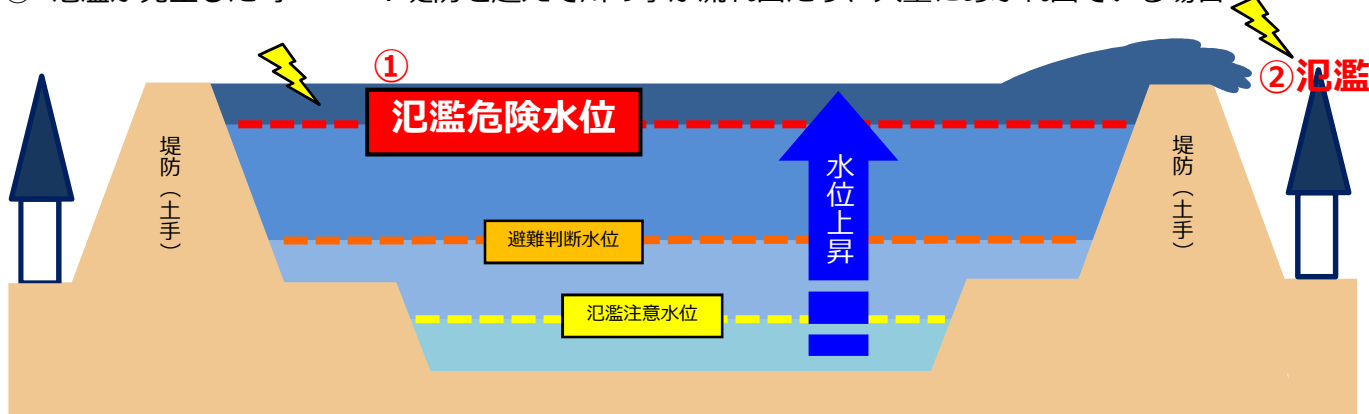 ①
②氾濫
氾濫危険水位
堤防（土手）
水位上昇
堤防（土手）
避難判断水位
氾濫注意水位